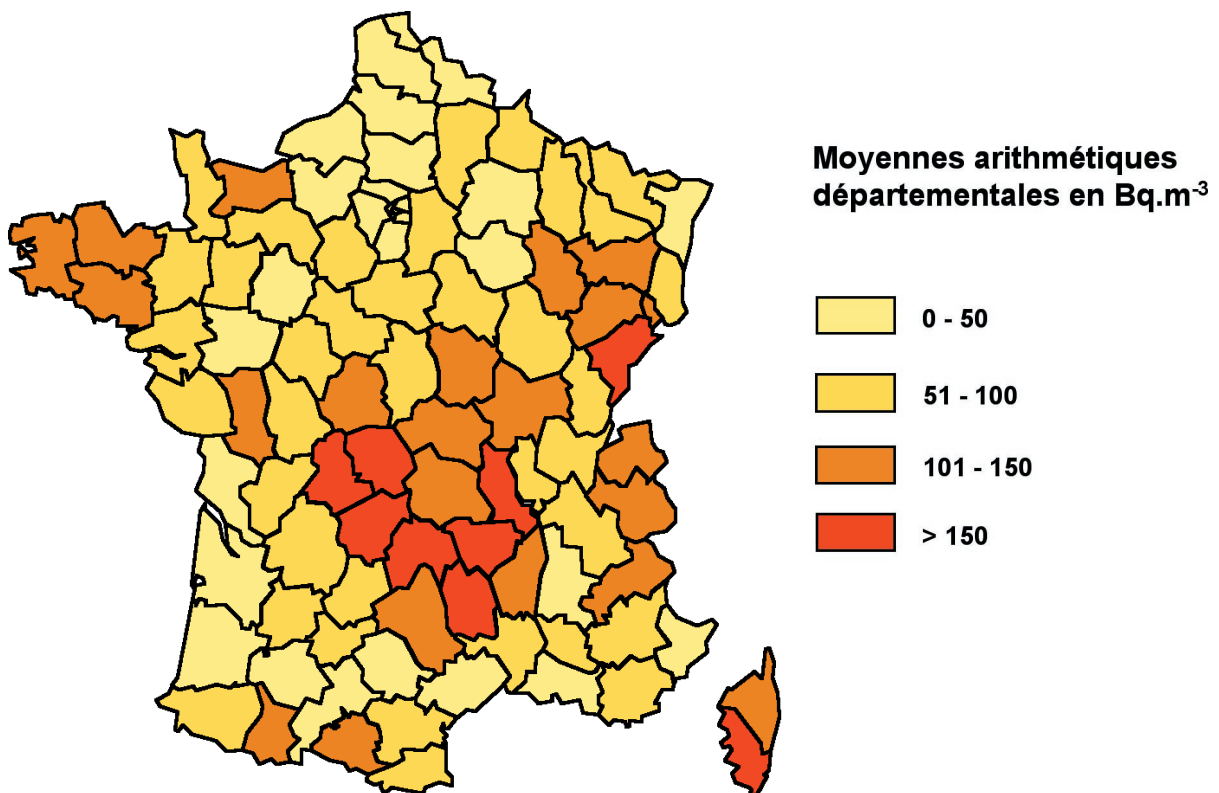 Moyennes arithmétiques
départementales en Bq.m⁻³
0 - 50
51 - 100
101 - 150
> 150